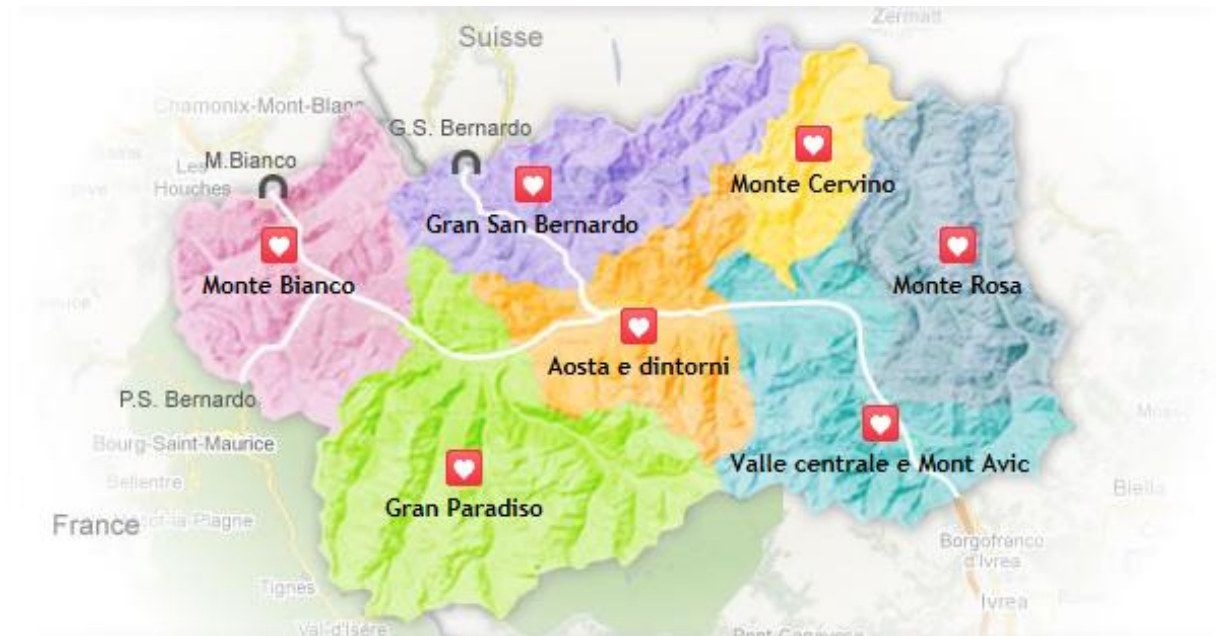 Zermatt
Suisse
Chamonix-Mont-Blanc
G.S. Bernardo
Les
M.Bianco
Houches
Monte Cervino
Gran San Bernardo
Monte Bianco
Monte Rosa
Aosta e dintorni
P.S. Bernardo
Bourg-Saint-Maurice
Valle centrale e Mont Avic
Bellentre
Biella
Gran Paradiso
France
la-Plagne
Borgofranco
d'Ivrea
Tignes
Ivrea
Val-d'Isère